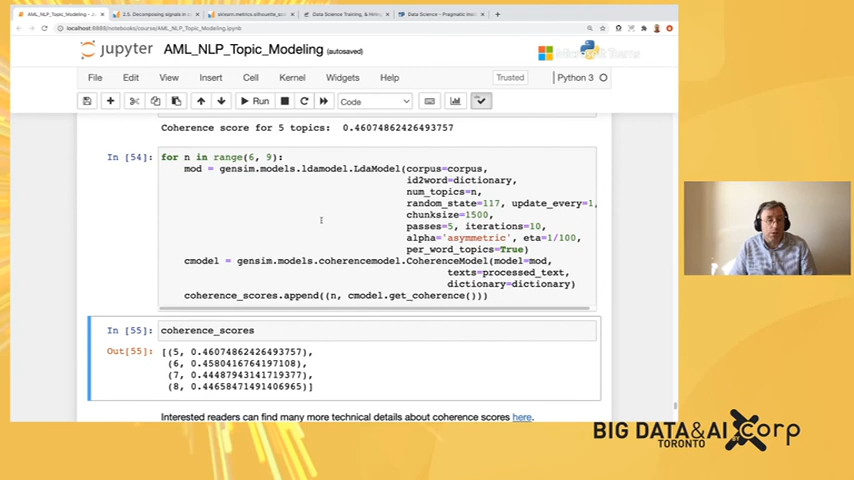 AML_NLP_Topic_Modeling
2.5. Decomposing signals in
sklearn.metrics.silhouette_sc
Data Science Training, & Hiring
Data Science - Pragmatic
localhost:8888/notebooks/course/AML_NLP_Topic_Modeling.ipynb
jupyter AML_NLP_Topic_Modeling (autosaved)
Microsoft Teams
File Edit View Insert Cell Kernel Widgets Help Trusted Python 3
Run Code
Coherence score for 5 topics: 0.46074862426493757
In [54]: for n in range(6, 9):
mod = gensim.models.ldamodel.LdaModel(corpus=corpus,
id2word=dictionary,
num_topics=n,
random_state=117, update_every=1,
chunksize=1500,
passes=5, iterations=10,
alpha='asymmetric', eta=1/100,
per_word_topics=True)
cmodel = gensim.models.coherencemodel.CoherenceModel(model=mod,
texts=processed_text,
dictionary=dictionary)
coherence_scores.append((n, cmodel.get_coherence()))
In [55]: coherence_scores
Out[55]: [(5, 0.46074862426493757),
(6, 0.4580416764197108),
(7, 0.44487943141719377),
(8, 0.44658471491406965)]
Interested readers can find many more technical details about coherence scores here.
BIG DATA&AI
TORONTO
BY
corp